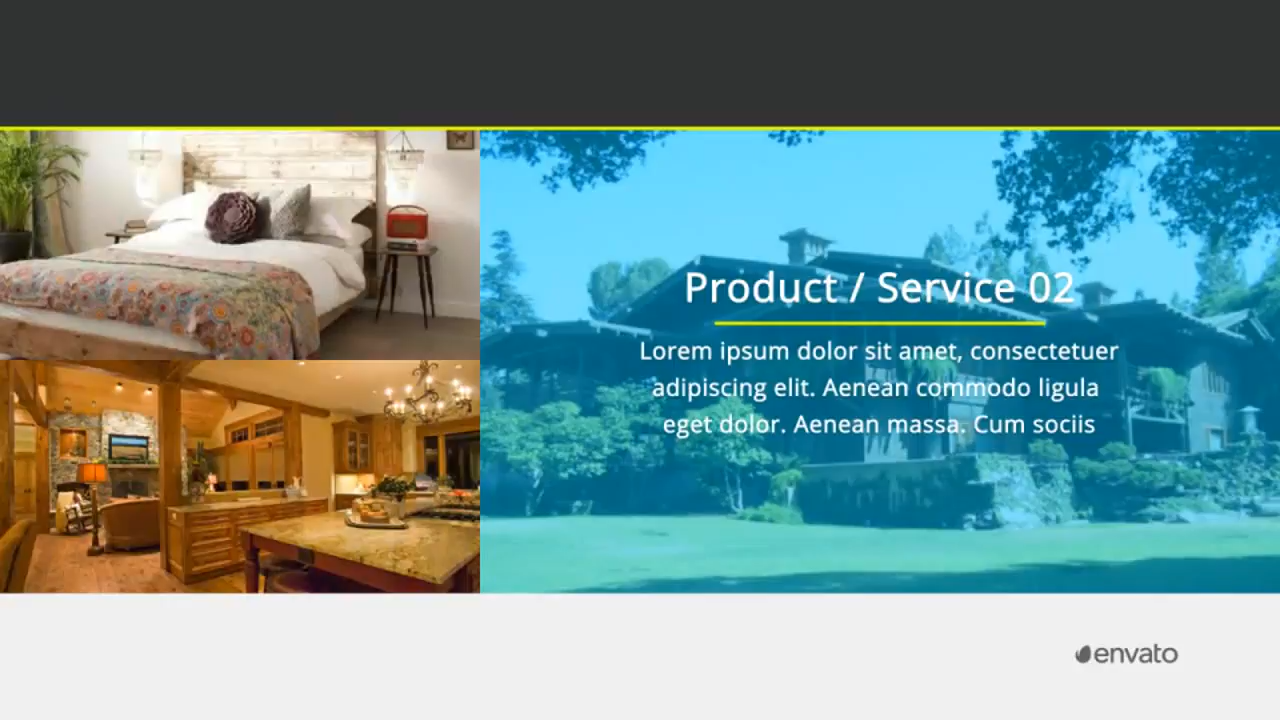 Product / Service 02
Lorem ipsum dolor sit amet, consectetuer
adipiscing elit. Aenean commodo ligula
eget dolor. Aenean massa. Cum sociis
envato